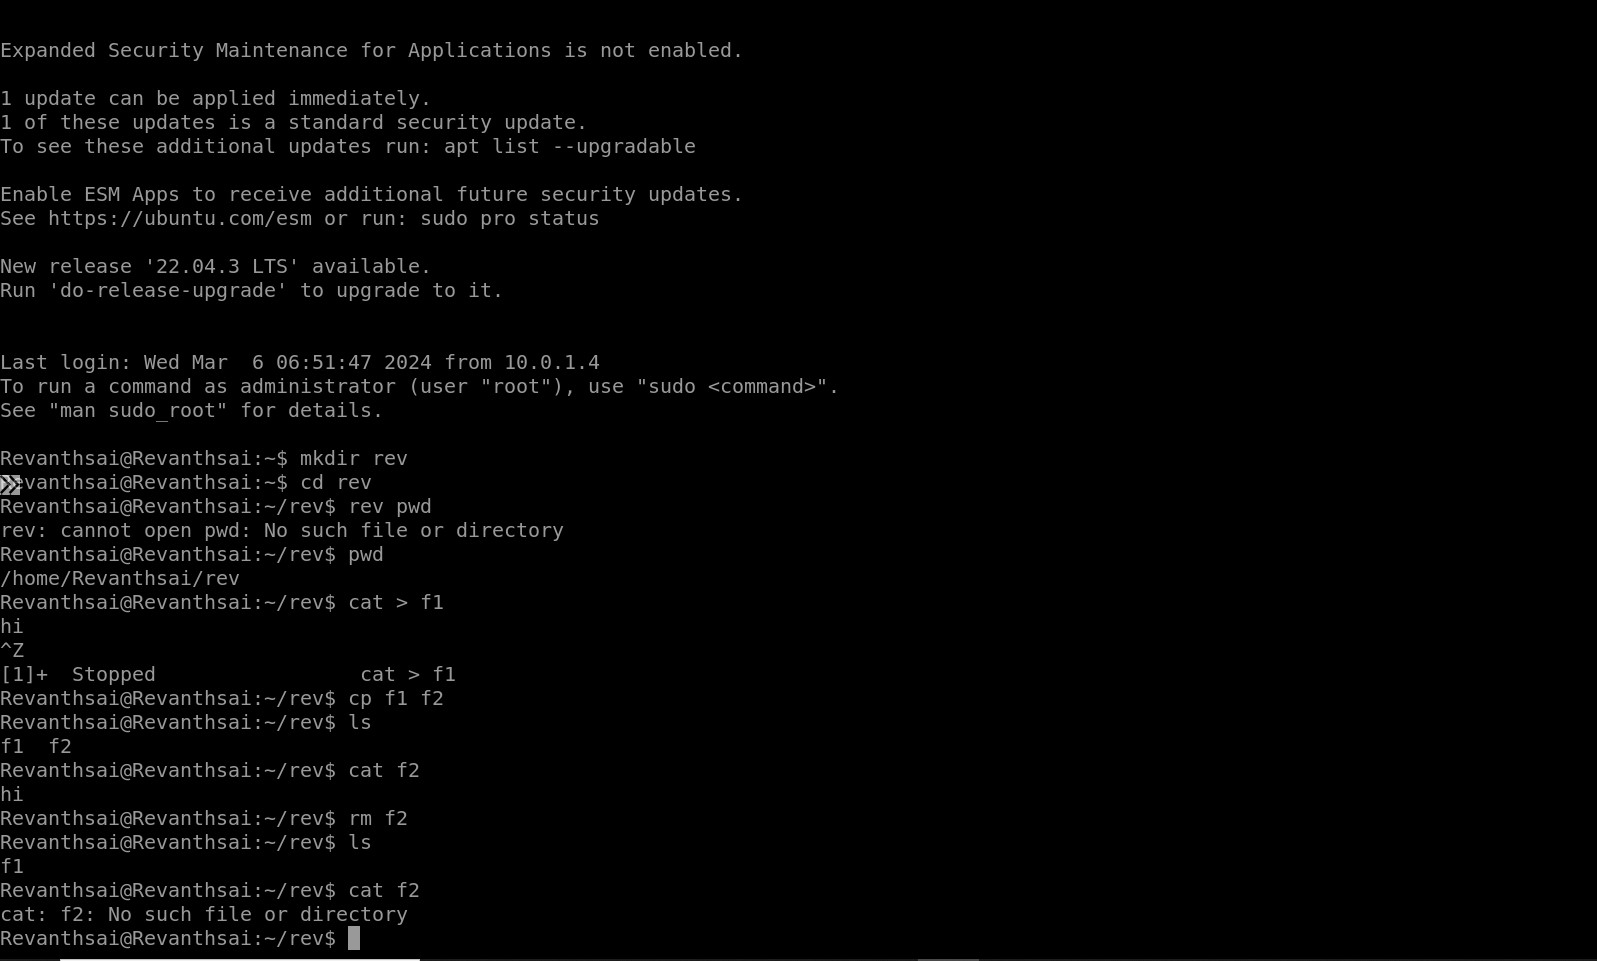 Expanded Security Maintenance for Applications is not enabled.
1 update can be applied immediately.
1 of these updates is a standard security update.
To see these additional updates run: apt list --upgradable
Enable ESM Apps to receive additional future security updates.
See https://ubuntu.com/esm or run: sudo pro status
New release '22.04.3 LTS' available.
Run 'do-release-upgrade' to upgrade to it.
Last login: Wed Mar  6 06:51:47 2024 from 10.0.1.4
To run a command as administrator (user "root"), use "sudo <command>".
See "man sudo_root" for details.
Revanthsai@Revanthsai:~$ mkdir rev
Revanthsai@Revanthsai:~$ cd rev
Revanthsai@Revanthsai:~/rev$ rev pwd
rev: cannot open pwd: No such file or directory
Revanthsai@Revanthsai:~/rev$ pwd
/home/Revanthsai/rev
Revanthsai@Revanthsai:~/rev$ cat > f1
hi
^Z
[1]+  Stopped                 cat > f1
Revanthsai@Revanthsai:~/rev$ cp f1 f2
Revanthsai@Revanthsai:~/rev$ ls
f1  f2
Revanthsai@Revanthsai:~/rev$ cat f2
hi
Revanthsai@Revanthsai:~/rev$ rm f2
Revanthsai@Revanthsai:~/rev$ ls
f1
Revanthsai@Revanthsai:~/rev$ cat f2
cat: f2: No such file or directory
Revanthsai@Revanthsai:~/rev$